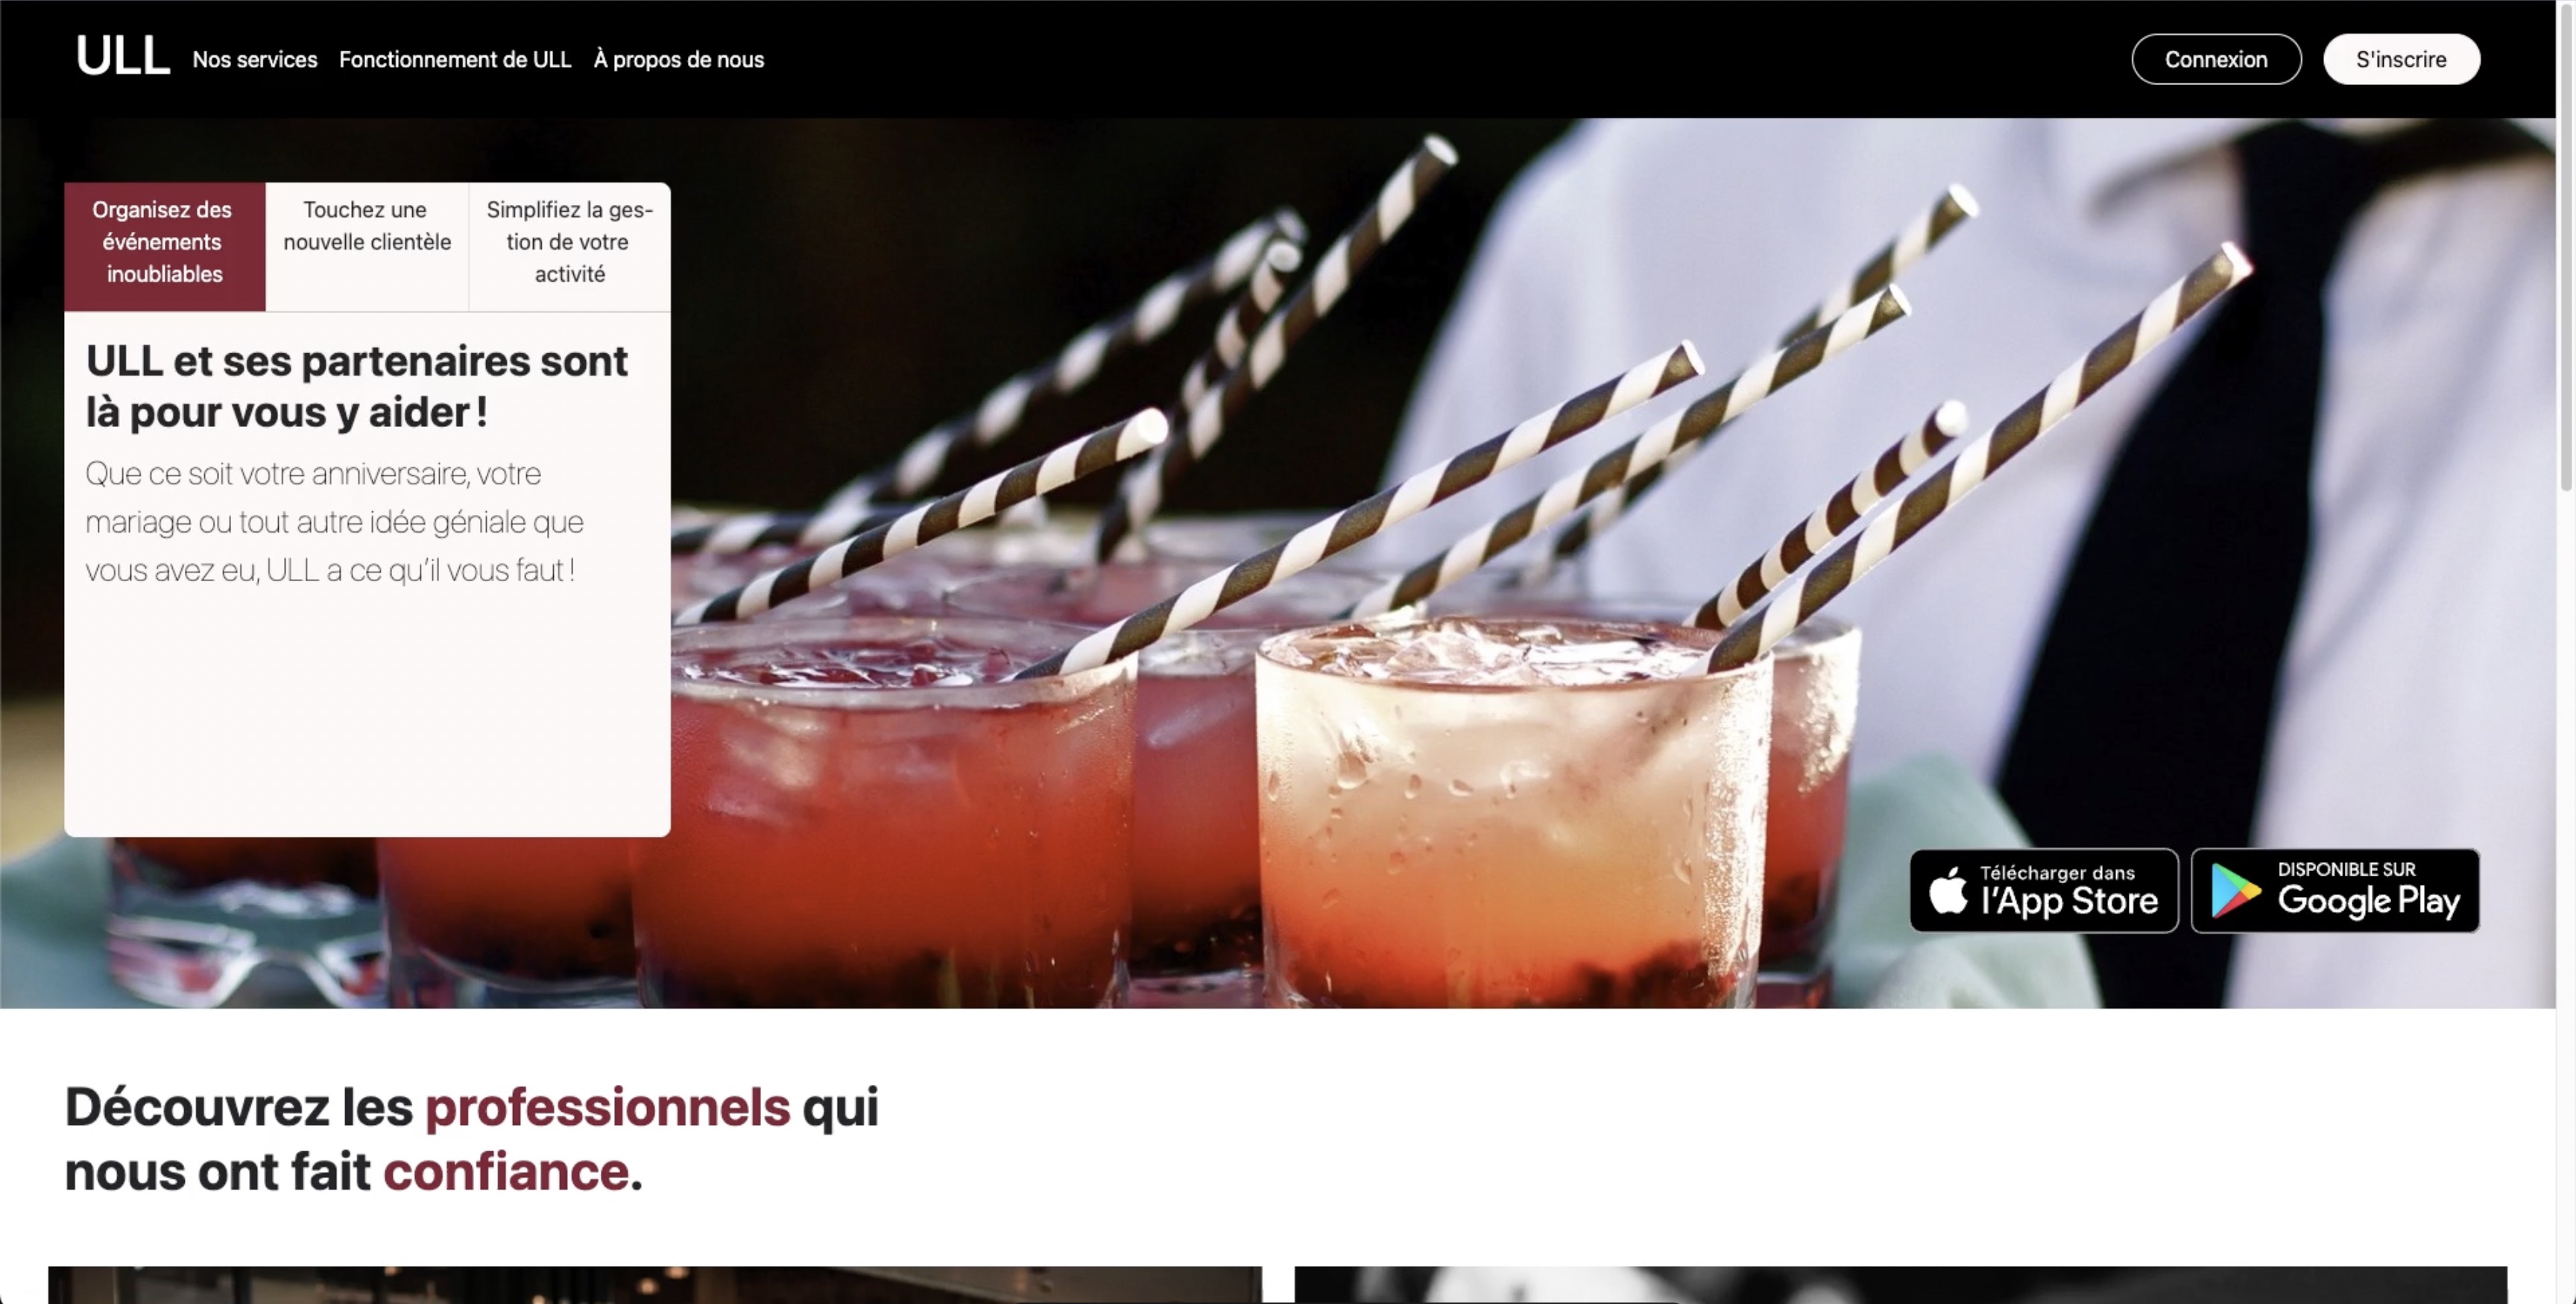 ULL
Nos services
Fonctionnement de ULL
À propos de nous
Connexion
S'inscrire
Organisez des
événements
inoubliables
Touchez une
nouvelle clientèle
Simplifiez la ges-
tion de votre
activité
ULL et ses partenaires sont
là pour vous y aider !
Que ce soit votre anniversaire, votre
mariage ou tout autre idée géniale que
vous avez eu, ULL a ce qu’il vous faut !
Télécharger dans
l’App Store
DISPONIBLE SUR
Google Play
Découvrez les professionnels qui
nous ont fait confiance.